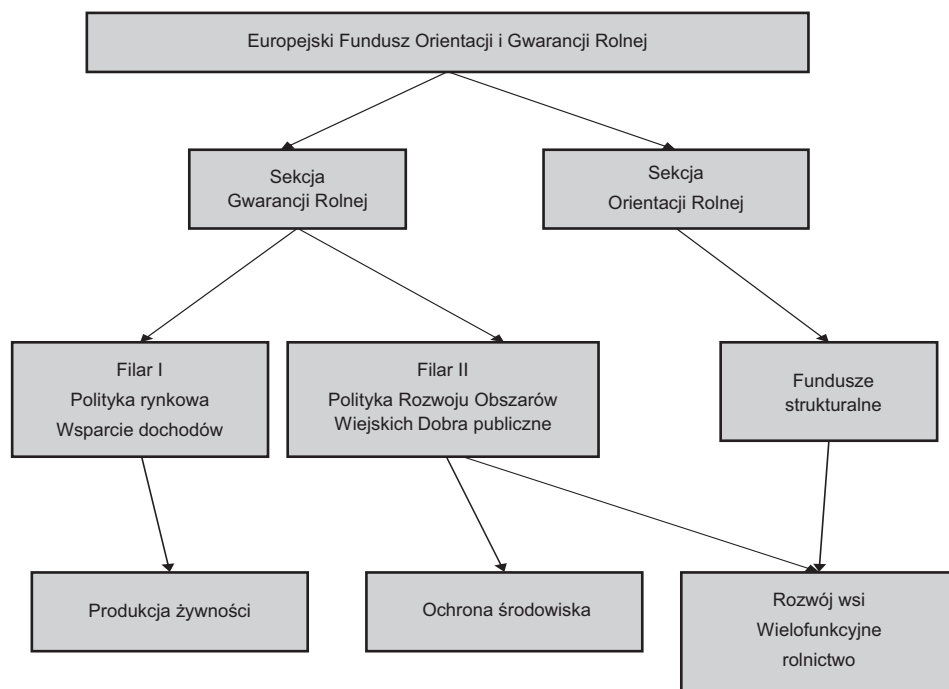 Europejski Fundusz Orientacji i Gwarancji Rolnej
Sekcja
Gwarancji Rolnej
Sekcja
Orientacji Rolnej
Filar I
Polityka rynkowa
Wsparcie dochodów
Filar II
Polityka Rozwoju Obszarów
Wiejskich Dobra publiczne
Fundusze
strukturalne
Produkcja żywności
Ochrona środowiska
Rozwój wsi
Wielofunkcyjne
rolnictwo